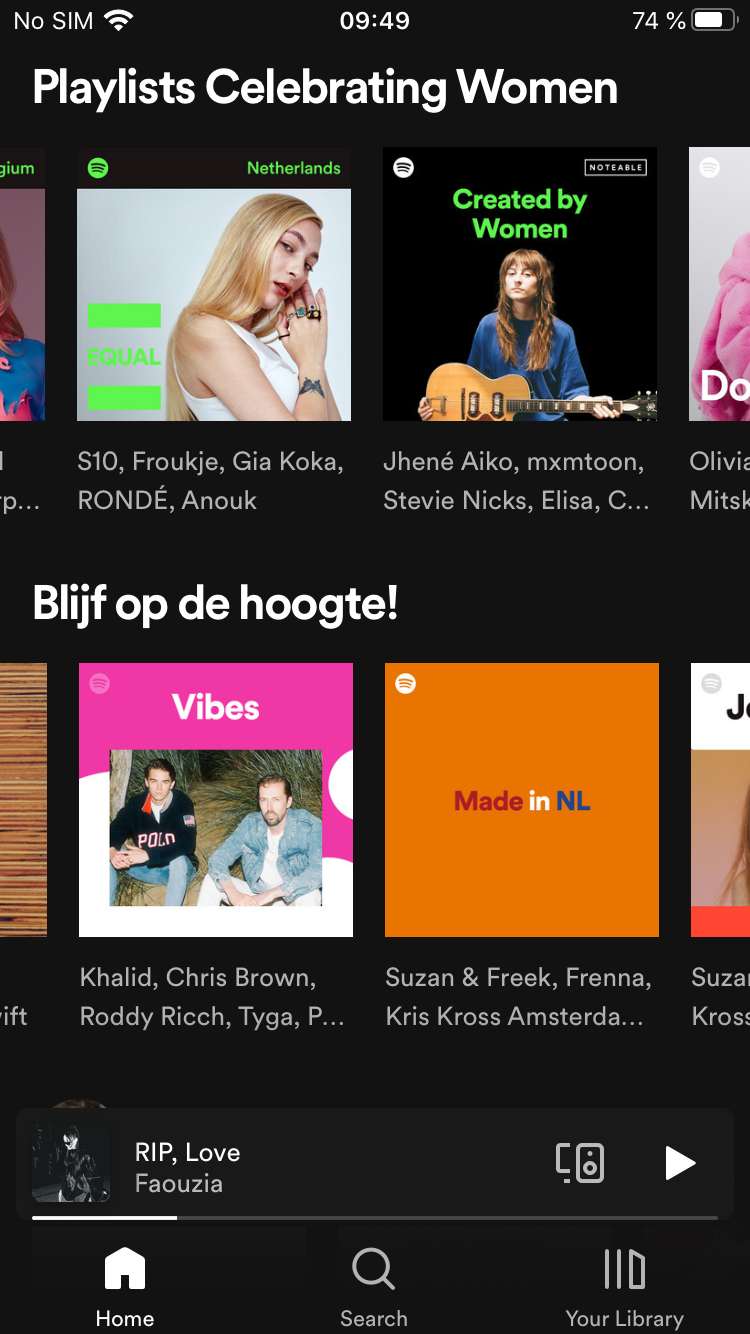 No SIM 09:49 74 %
Playlists Celebrating Women
gium
Netherlands
EQUAL
NOTEABLE
Created by
Women
Do
S10, Froukje, Gia Koka,
RONDÉ, Anouk
Jhené Aiko, mxmtoon,
Stevie Nicks, Elisa, C...
Olivia
Mitsk
rp...
Blijf op de hoogte!
Vibes
POLO
Made in NL
Je
Khalid, Chris Brown,
Roddy Ricch, Tyga, P...
Suzan & Freek, Frenna,
Kris Kross Amsterda...
Suzan
Kross
ift
RIP, Love
Faouzia
Home
Search
Your Library